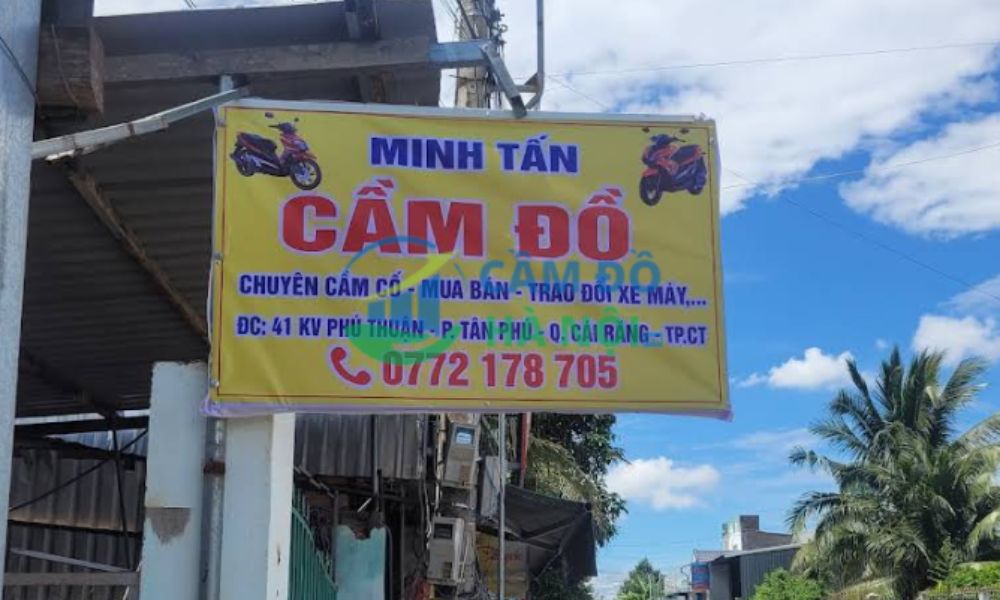 MINH TẤN
CẦM ĐỒ
CHUYÊN CẦM CỐ - MUA BÁN - TRAO ĐỔI XE MÁY,...
ĐC: 41 KV PHÚ THUẬN - P. TÂN PHÚ - Q. CÁI RĂNG - TP.CT
0772 178 705
CẦM ĐỒ
HÀ NỘI